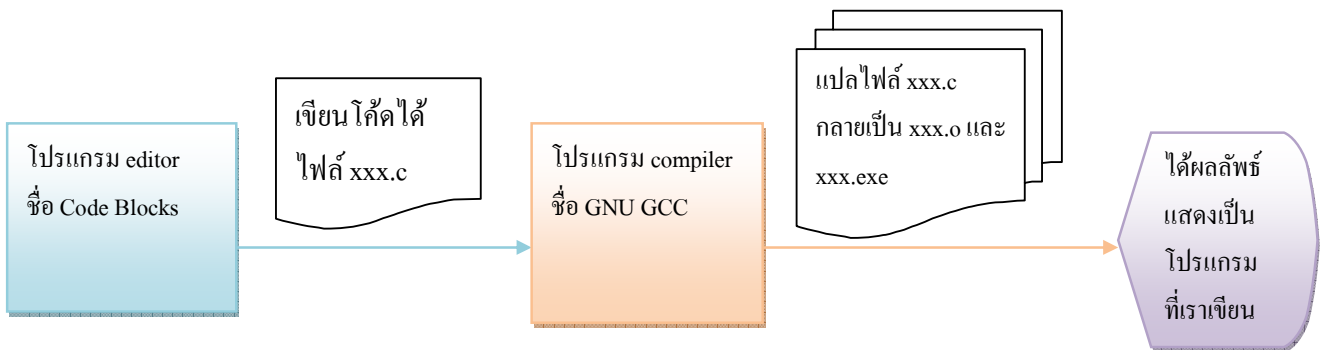 โปรแกรม editor
ชื่อ Code Blocks
เขียนโค้ดได้
ไฟล์ xxx.c
โปรแกรม compiler
ชื่อ GNU GCC
แปลไฟล์ xxx.c
กลายเป็น xxx.o และ
xxx.exe
ได้ผลลัพธ์
แสดงเป็น
โปรแกรม
ที่เราเขียน